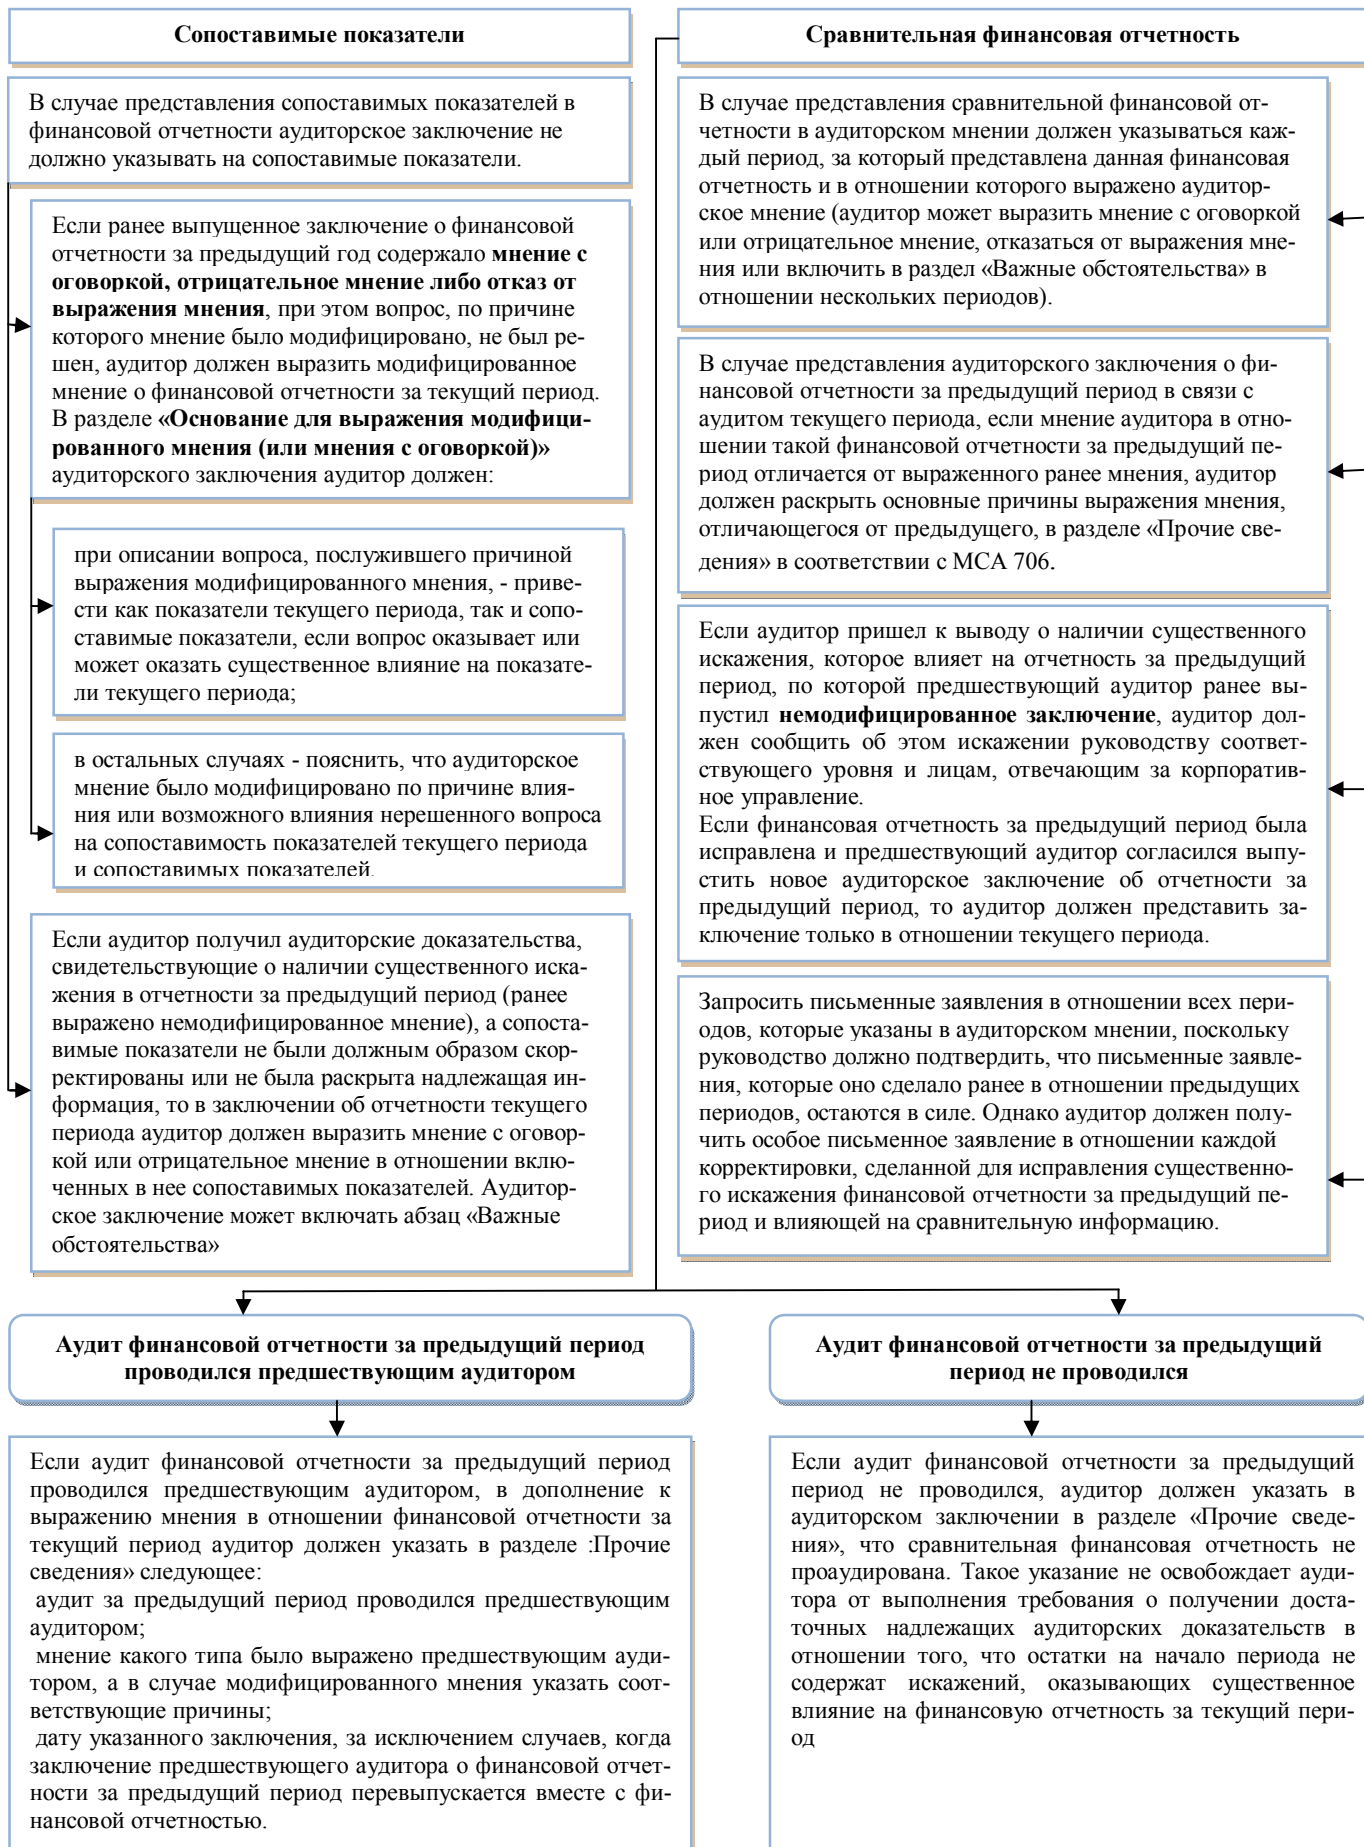 Сопоставимые показатели
В случае представления сопоставимых показателей в
финансовой отчетности аудиторское заключение не
должно указывать на сопоставимые показатели.
Если ранее выпущенное заключение о финансовой
отчетности за предыдущий год содержало мнение с
оговоркой, отрицательное мнение либо отказ от
выражения мнения, при этом вопрос, по причине
которого мнение было модифицировано, не был ре-
шен, аудитор должен выразить модифицированное
мнение о финансовой отчетности за текущий период.
В разделе «Основание для выражения модифици-
рованного мнения (или мнения с оговоркой)»
аудиторского заключения аудитор должен:
при описании вопроса, послужившего причиной
выражения модифицированного мнения, - приве-
сти как показатели текущего периода, так и сопо-
ставимые показатели, если вопрос оказывает или
может оказать существенное влияние на показате-
ли текущего периода;
в остальных случаях - пояснить, что аудиторское
мнение было модифицировано по причине влия-
ния или возможного влияния нерешенного вопроса
на сопоставимость показателей текущего периода
и сопоставимых показателей.
Если аудитор получил аудиторские доказательства,
свидетельствующие о наличии существенного иска-
жения в отчетности за предыдущий период (ранее
выражено немодифицированное мнение), а сопоста-
вимые показатели не были должным образом скор-
ректированы или не была раскрыта надлежащая ин-
формация, то в заключении об отчетности текущего
периода аудитор должен выразить мнение с оговор-
кой или отрицательное мнение в отношении вклю-
ченных в нее сопоставимых показателей. Аудитор-
ское заключение может включать абзац «Важные
обстоятельства»
Сравнительная финансовая отчетность
В случае представления сравнительной финансовой от-
четности в аудиторском мнении должен указываться каж-
дый период, за который представлена данная финансовая
отчетность и в отношении которого выражено аудитор-
ское мнение (аудитор может выразить мнение с оговоркой
или отрицательное мнение, отказаться от выражения мне-
ния или включить в раздел «Важные обстоятельства» в
отношении нескольких периодов).
В случае представления аудиторского заключения о фи-
нансовой отчетности за предыдущий период в связи с
аудитом текущего периода, если мнение аудитора в отно-
шении такой финансовой отчетности за предыдущий пе-
риод отличается от выраженного ранее мнения, аудитор
должен раскрыть основные причины выражения мнения,
отличающегося от предыдущего, в разделе «Прочие све-
дения» в соответствии с МСА 706.
Если аудитор пришел к выводу о наличии существенного
искажения, которое влияет на отчетность за предыдущий
период, по которой предшествующий аудитор ранее вы-
пустил немодифицированное заключение, аудитор дол-
жен сообщить об этом искажении руководству соответ-
ствующего уровня и лицам, отвечающим за корпоратив-
ное управление.
Если финансовая отчетность за предыдущий период была
исправлена и предшествующий аудитор согласился выпу-
стить новое аудиторское заключение об отчетности за
предыдущий период, то аудитор должен представить за-
ключение только в отношении текущего периода.
Запросить письменные заявления в отношении всех пери-
одов, которые указаны в аудиторском мнении, поскольку
руководство должно подтвердить, что письменные заявле-
ния, которые оно сделало ранее в отношении предыдущих
периодов, остаются в силе. Однако аудитор должен полу-
чить особое письменное заявление в отношении каждой
корректировки, сделанной для исправления существенно-
го искажения финансовой отчетности за предыдущий пе-
риод и влияющей на сравнительную информацию.
Аудит финансовой отчетности за предыдущий период
проводился предшествующим аудитором
Если аудит финансовой отчетности за предыдущий период
проводился предшествующим аудитором, в дополнение к
выражению мнения в отношении финансовой отчетности за
текущий период аудитор должен указать в разделе :Прочие
сведения» следующее:
аудит за предыдущий период проводился предшествующим
аудитором;
мнение какого типа было выражено предшествующим ауди-
тором, а в случае модифицированного мнения указать соот-
ветствующие причины;
дату указанного заключения, за исключением случаев, когда
заключение предшествующего аудитора о финансовой отчет-
ности за предыдущий период перевыпускается вместе с фи-
нансовой отчетностью.
Аудит финансовой отчетности за предыдущий
период не проводился
Если аудит финансовой отчетности за предыдущий
период не проводился, аудитор должен указать в
аудиторском заключении в разделе «Прочие сведе-
ния», что сравнительная финансовая отчетность не
проаудирована. Такое указание не освобождает ауди-
тора от выполнения требования о получении доста-
точных надлежащих аудиторских доказательств в
отношении того, что остатки на начало периода не
содержат искажений, оказывающих существенное
влияние на финансовую отчетность за текущий пери-
од